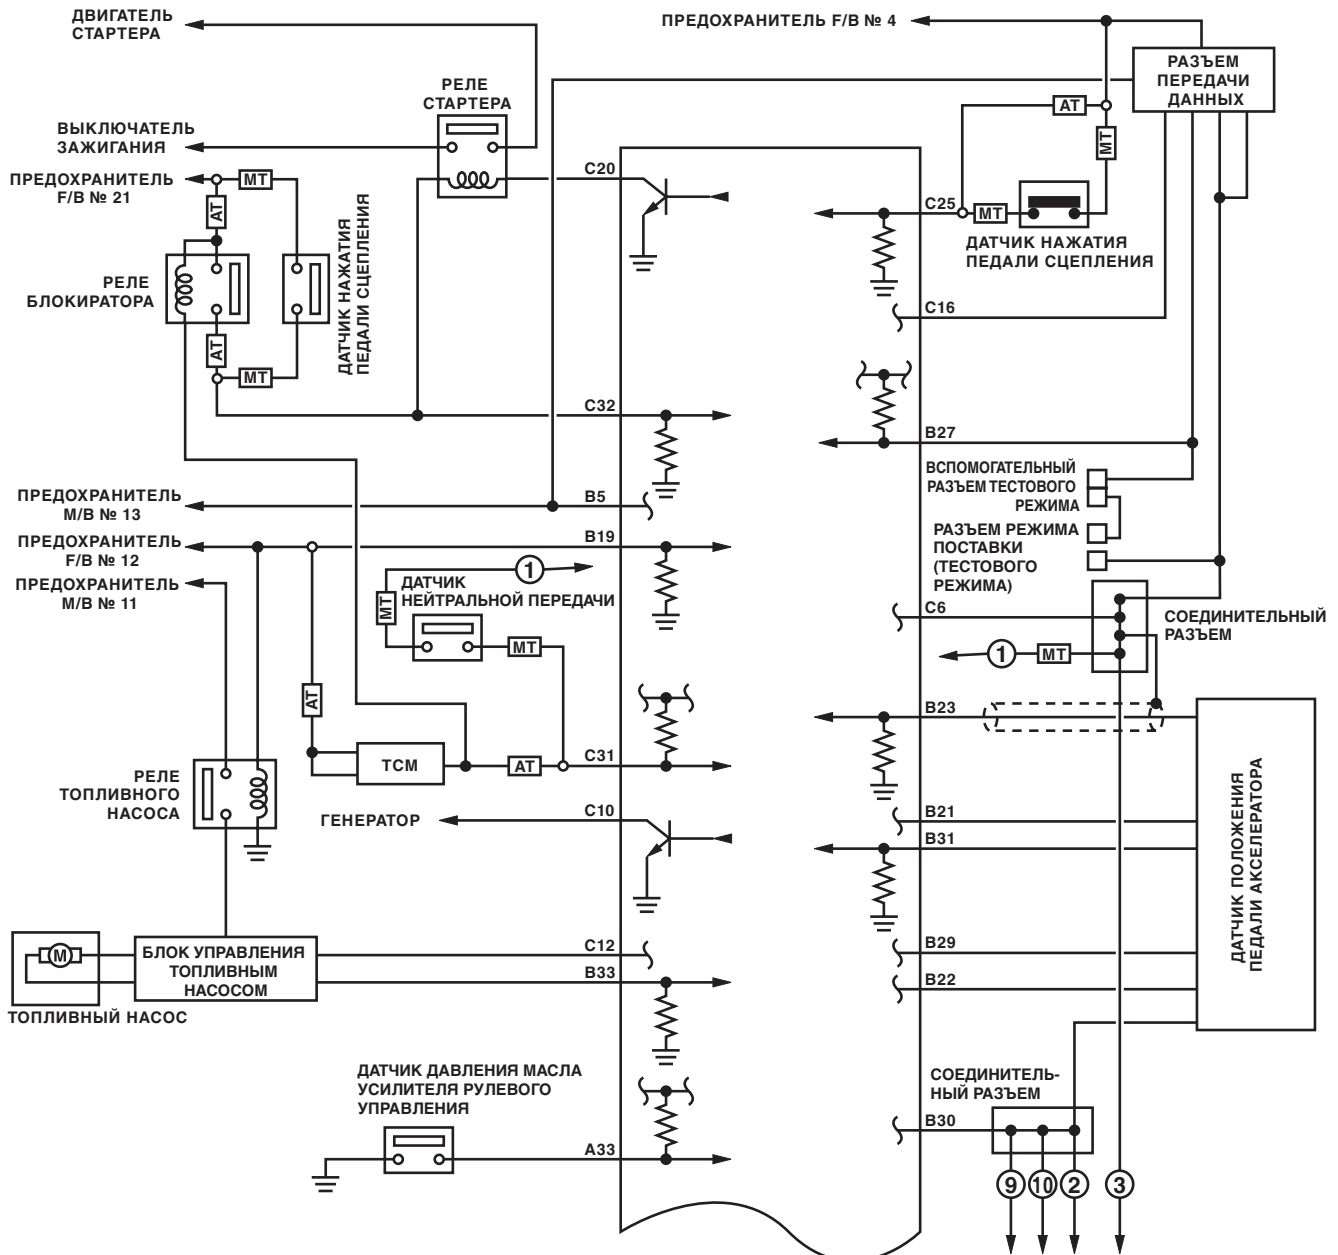 ДВИГАТЕЛЬ
СТАРТЕРА
ПРЕДОХРАНИТЕЛЬ F/B № 4
РАЗЪЕМ
ПЕРЕДАЧИ
ДАННЫХ
РЕЛЕ
СТАРТЕРА
AT
MT
ВЫКЛЮЧАТЕЛЬ
ЗАЖИГАНИЯ
ПРЕДОХРАНИТЕЛЬ
F/B № 21
MT
AT
C20
C25
MT
ДАТЧИК НАЖАТИЯ
ПЕДАЛИ СЦЕПЛЕНИЯ
РЕЛЕ
БЛОКИРАТОРА
ДАТЧИК НАЖАТИЯ
ПЕДАЛИ СЦЕПЛЕНИЯ
C16
AT
MT
C32
B27
ВСПОМОГАТЕЛЬНЫЙ
РАЗЪЕМ ТЕСТОВОГО
РЕЖИМА
ПРЕДОХРАНИТЕЛЬ
M/B № 13
B5
РАЗЪЕМ РЕЖИМА
ПОСТАВКИ
(ТЕСТОВОГО
РЕЖИМА)
ПРЕДОХРАНИТЕЛЬ
F/B № 12
B19
ПРЕДОХРАНИТЕЛЬ
M/B № 11
1
ДАТЧИК
НЕЙТРАЛЬНОЙ ПЕРЕДАЧИ
MT
MT
C6
СОЕДИНИТЕЛЬНЫЙ
РАЗЪЕМ
1
MT
AT
B23
TCM
AT
C31
РЕЛЕ
ТОПЛИВНОГО
НАСОСА
ГЕНЕРАТОР
C10
B21
B31
ДАТЧИК ПОЛОЖЕНИЯ
ПЕДАЛИ АКСЕЛЕРАТОРА
M
БЛОК УПРАВЛЕНИЯ
ТОПЛИВНЫМ
НАСОСОМ
C12
B33
B29
B22
ТОПЛИВНЫЙ НАСОС
ДАТЧИК ДАВЛЕНИЯ МАСЛА
УСИЛИТЕЛЯ РУЛЕВОГО
УПРАВЛЕНИЯ
СОЕДИНИТЕЛЬ-
НЫЙ РАЗЪЕМ
B30
A33
9
10
2
3